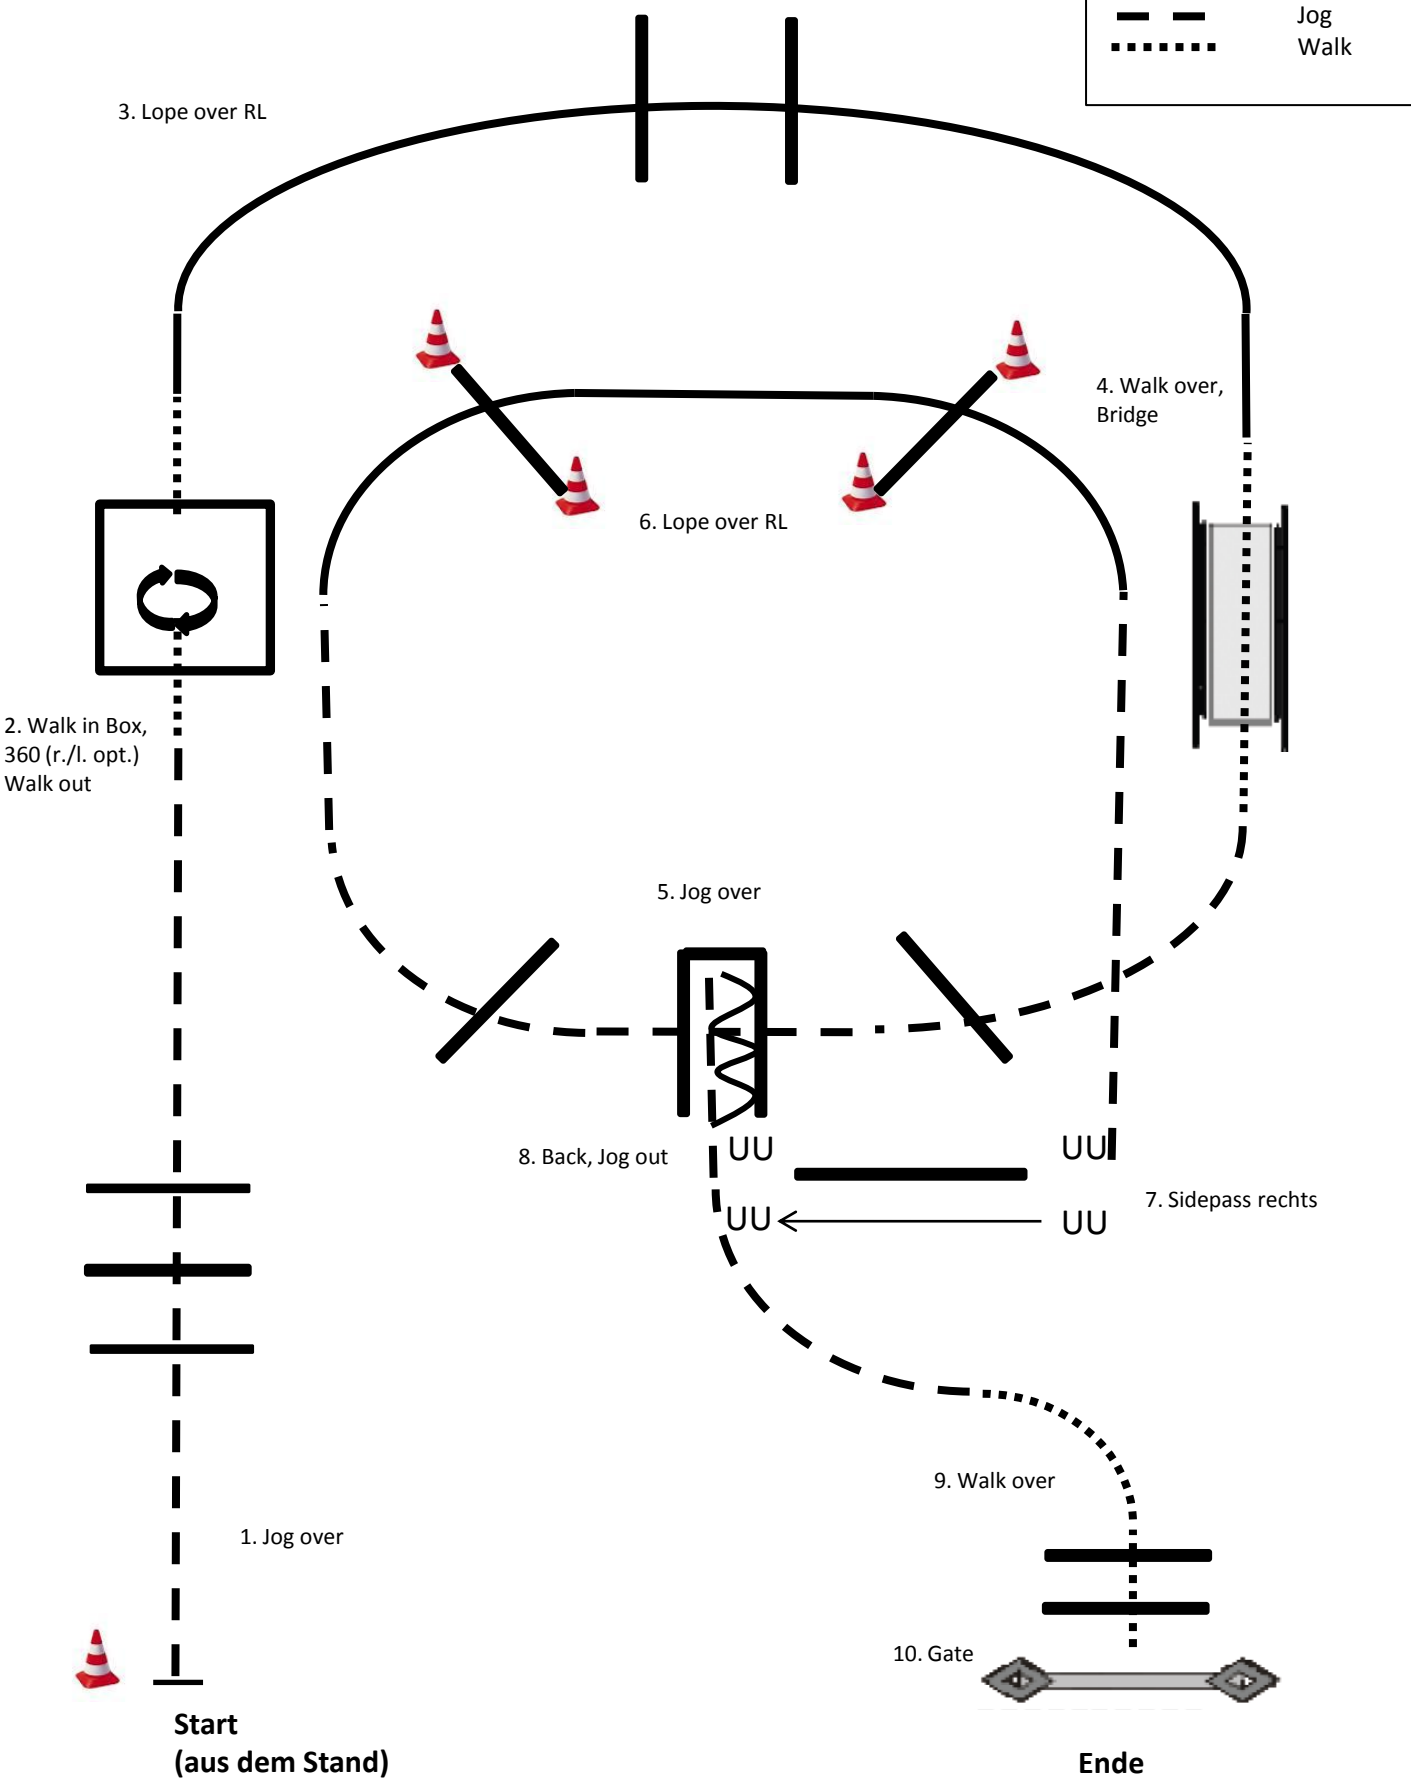 Jog
Walk
3. Lope over RL
4. Walk over,
Bridge
6. Lope over RL
2. Walk in Box,
360 (r./l. opt.)
Walk out
5. Jog over
8. Back, Jog out
UU
UU
7. Sidepass rechts
UU
UU
9. Walk over
1. Jog over
10. Gate
Start
(aus dem Stand)
Ende